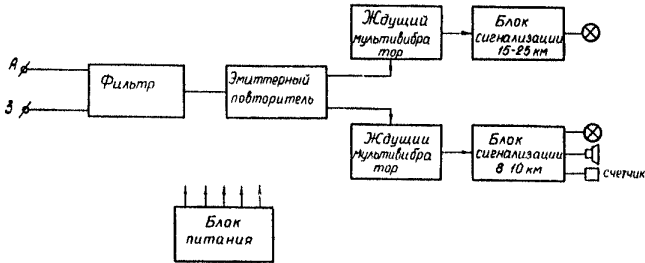 Ждущий
мультивибра
тор
Блок
сигнализации
15-25 км
А
З
Фильтр
Эмиттерный
повторитель
Ждущий
мультивибра
тор
Блок
сигнализации
8 10 км
счетчик
Блок
питания